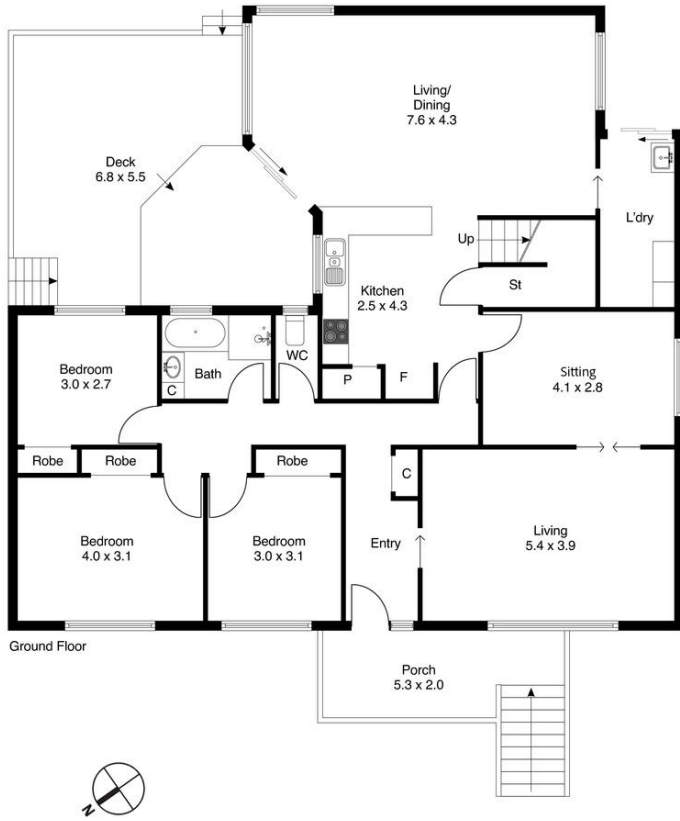 Living/
Dining
7.6 x 4.3
Deck
6.8 x 5.5
L'dry
Up
St
Kitchen
2.5 x 4.3
Bedroom
3.0 x 2.7
C
Bath
WC
P
F
Sitting
4.1 x 2.8
Robe
Robe
Robe
C
Bedroom
4.0 x 3.1
Bedroom
3.0 x 3.1
Entry
Living
5.4 x 3.9
Ground Floor
Porch
5.3 x 2.0
N